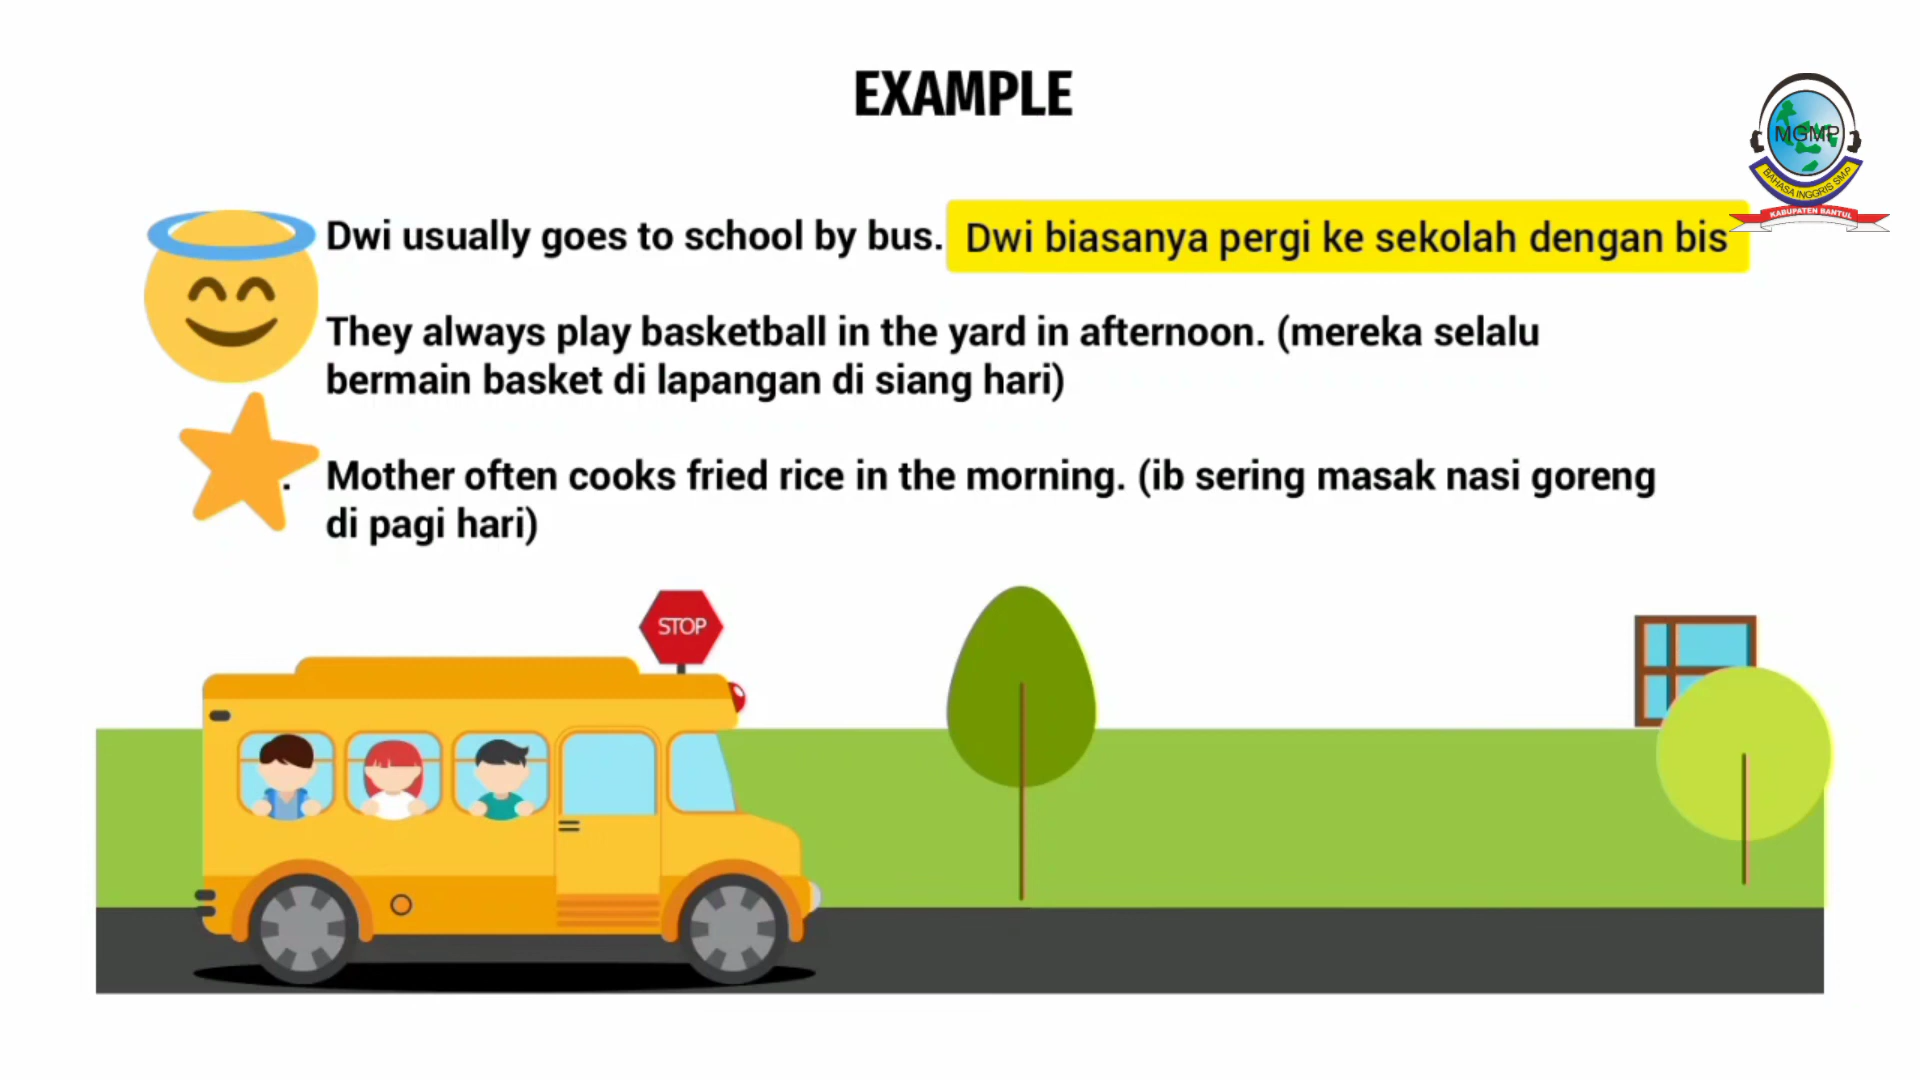 EXAMPLE
MGMP
BAHASA INGGRIS SMP
KABUPATEN BANTUL
Dwi usually goes to school by bus. Dwi biasanya pergi ke sekolah dengan bis
They always play basketball in the yard in afternoon. (mereka selalu
bermain basket di lapangan di siang hari)
. Mother often cooks fried rice in the morning. (ib sering masak nasi goreng
di pagi hari)
STOP